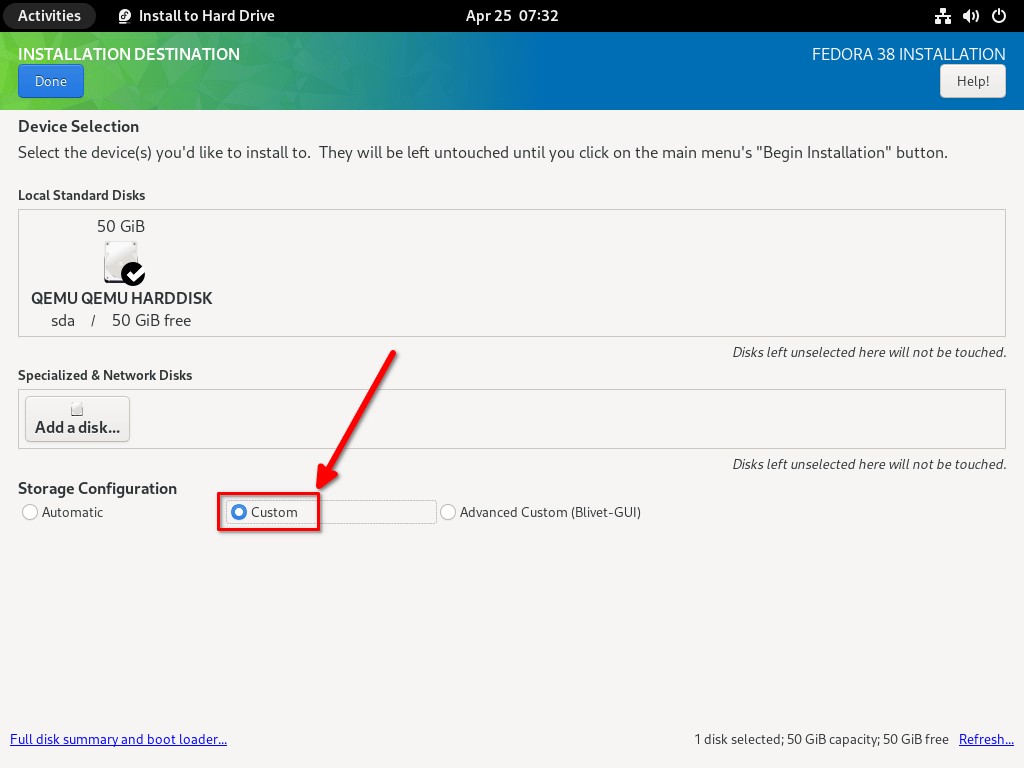 Activities Install to Hard Drive Apr 25 07:32
INSTALLATION DESTINATION FEDORA 38 INSTALLATION
Done Help!
Device Selection
Select the device(s) you'd like to install to. They will be left untouched until you click on the main menu's "Begin Installation" button.
Local Standard Disks
50 GiB
QEMU QEMU HARDDISK
sda / 50 GiB free
Disks left unselected here will not be touched.
Specialized & Network Disks
Add a disk...
Disks left unselected here will not be touched.
Storage Configuration
Automatic Custom Advanced Custom (Blivet-GUI)
Full disk summary and boot loader... 1 disk selected; 50 GiB capacity; 50 GiB free Refresh...